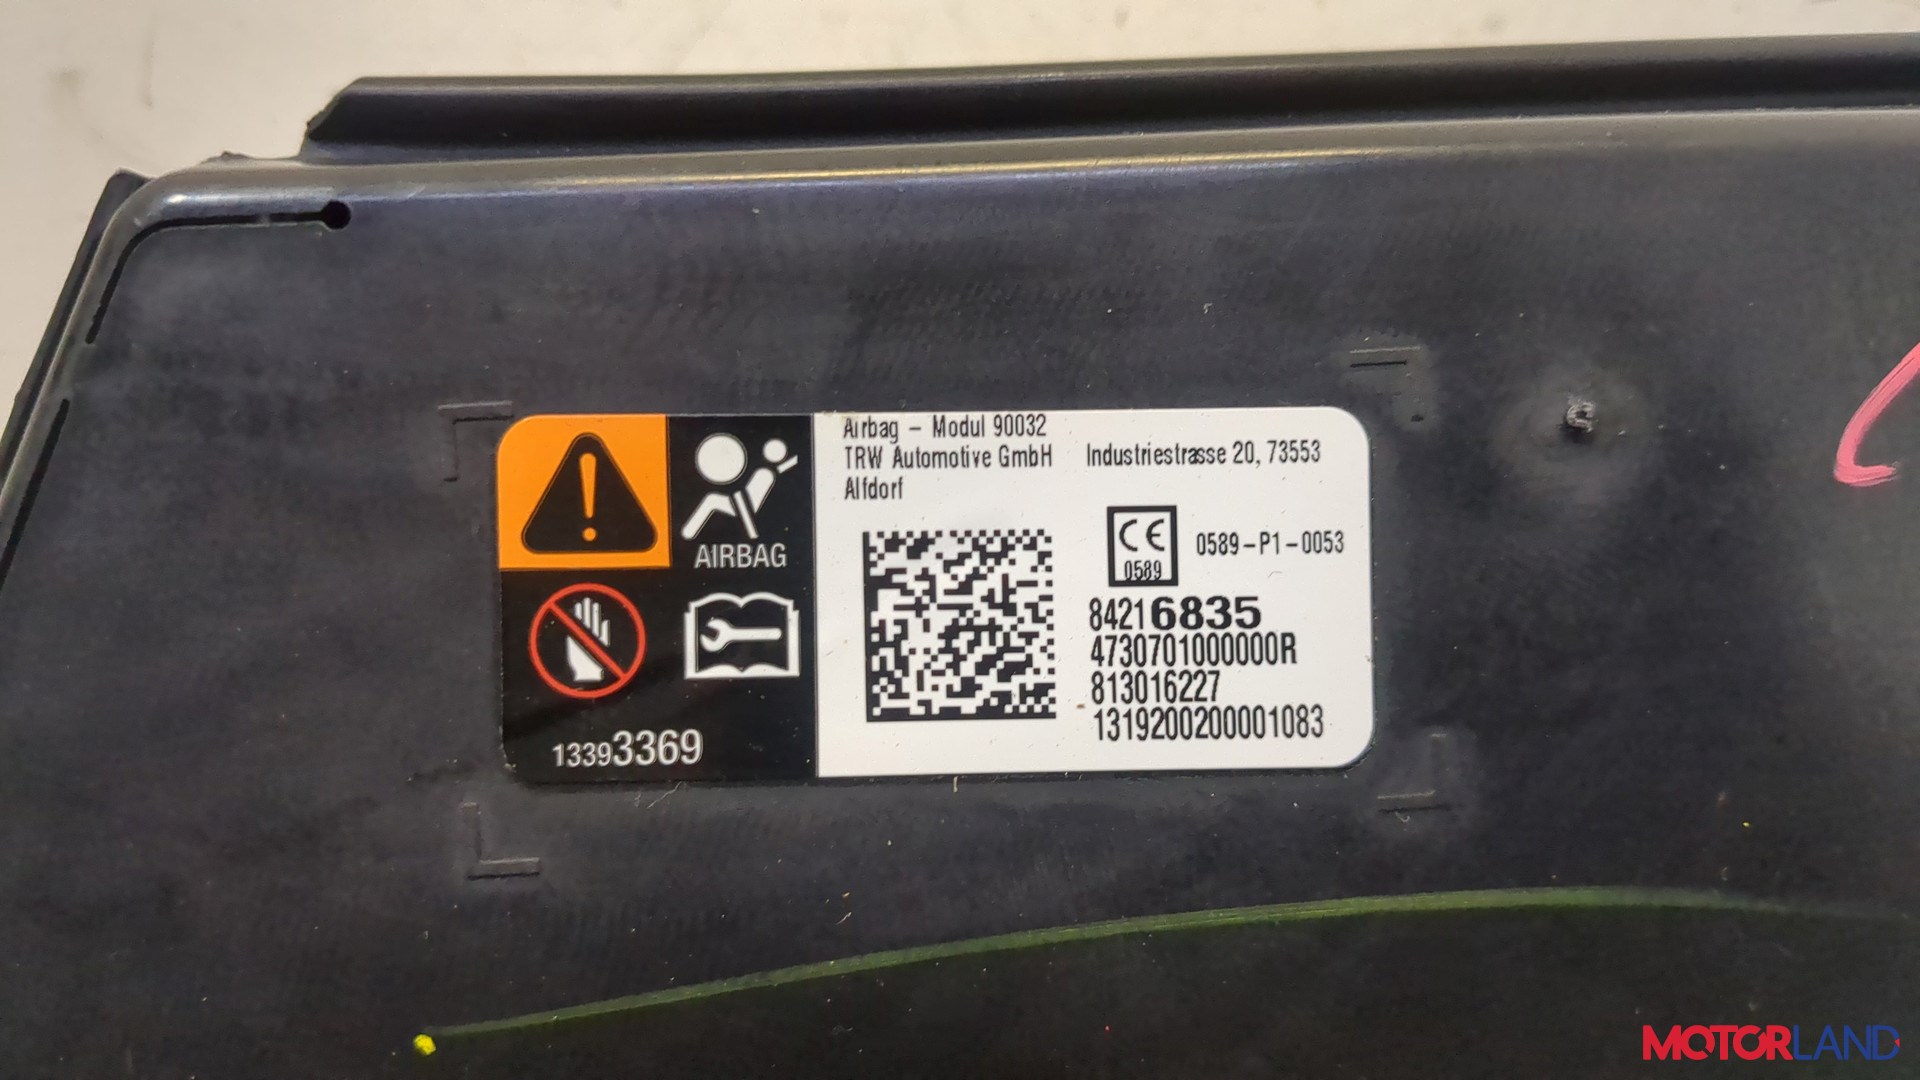 Airbag - Modul 90032
TRW Automotive GmbH Industriestrasse 20, 73553
Alfdorf
AIRBAG
CE
0589
0589-P1-0053
84216835
4730701000000R
813016227
1319200200001083
13393369
MOTORLAND